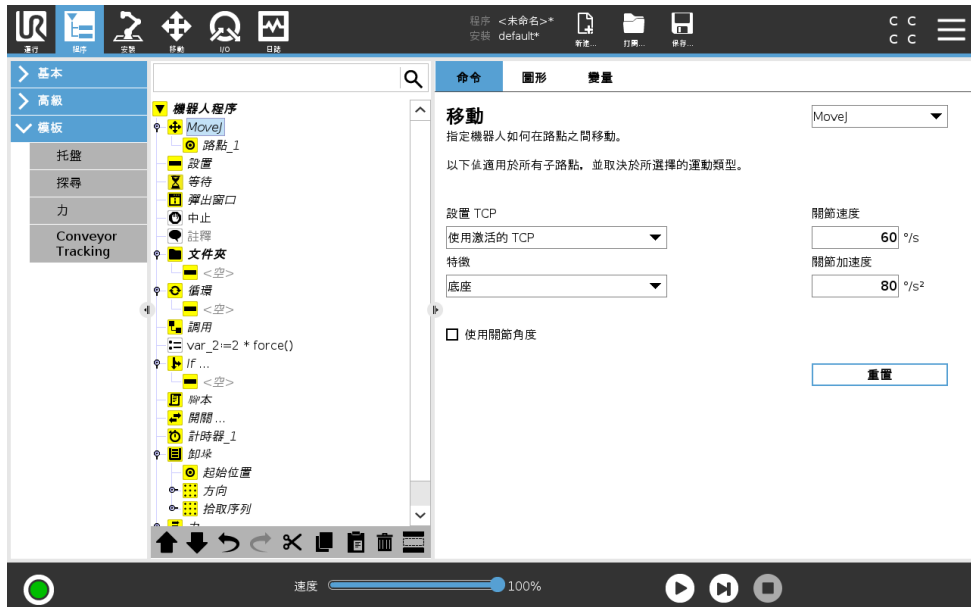 UR
運行
程序
安裝
移動
I/O
日誌
程序 <未命名>*
安裝 default*
新建...
打開...
保存...
C C
C C
基本
高級
模板
托盤
探尋
力
Conveyor
Tracking
機器人程序
MoveJ
路點_1
設置
等待
彈出窗口
中止
註釋
文件夾
<空>
循環
<空>
調用
var_2:=2 * force()
If ...
<空>
腳本
開關 ...
計時器_1
卸垛
起始位置
方向
拾取序列
力
命令
圖形
變量
移動
MoveJ
指定機器人如何在路點之間移動。
以下值適用於所有子路點，並取決於所選擇的運動類型。
設置 TCP
關節速度
使用激活的 TCP
60 °/s
特徵
關節加速度
底座
80 °/s²
使用關節角度
重置
速度
100%